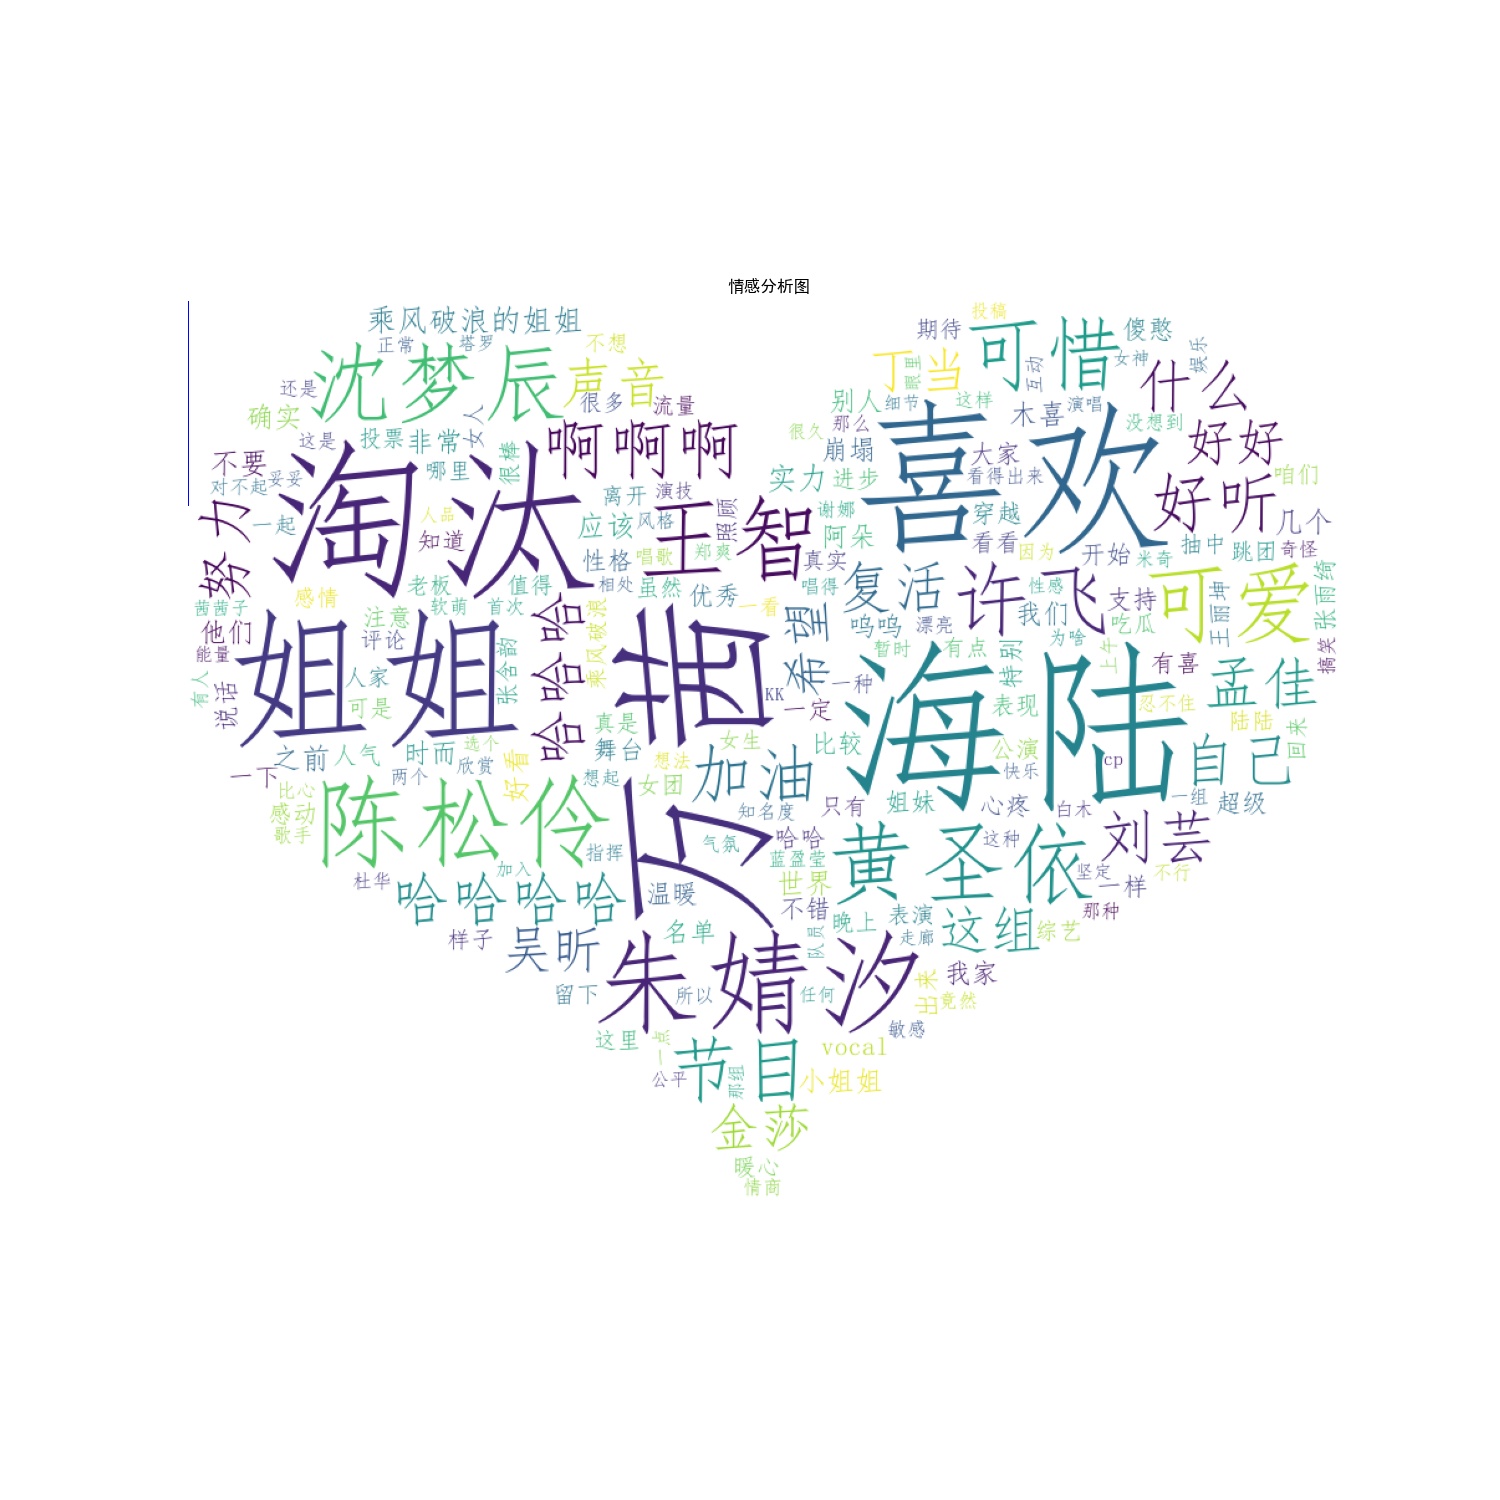 情感分析图
乘风破浪的姐姐
正常
塔罗
不想
还是
沈梦辰
声音
确实
很多
流量
女人
这是
投票
非常
啊啊啊
不要
哪里
很棒
对不起
妥妥
淘汰
离开
演技
一起
努力
人品
知道
应该
风格
照顾
王智
性格
唱歌
郑爽
相处
虽然
优秀
老板
值得
感情
软萌
首次
注意
茜茜子
他们
评论
能量
哈哈哈
乘风破浪
一看
姐姐
人家
张含韵
有人
说话
可是
万茜
希望
KK
真是
一定
一种
之前
人气
时而
选个
好看
舞台
女生
一下
两个
欣赏
想法
想起
女团
加油
比心
感动
歌手
陈松伶
知名度
指挥
气氛
哈哈
杜华
加入
哈哈哈哈
温暖
蓝盈莹
世界
样子
吴昕
名单
不错
队员
留下
朱婧汐
所以
任何
这里
一点
公平
节目
那组
vocal
小姐姐
金莎
暖心
情商
投稿
期待
可惜
傻憨
丁当
眼里
互动
女神
娱乐
什么
别人
细节
这样
木喜
演唱
没想到
很久
那么
崩塌
喜欢
大家
好好
实力
进步
看得出来
咱们
谢娜
穿越
好听
几个
阿朵
看看
因为
开始
米奇
抽中
跳团
奇怪
真实
唱得
复活
许飞
性感
支持
可爱
张雨绮
王丽坤
呜呜
漂亮
我们
吃瓜
为啥
上午
暂时
有点
特别
有喜
搞笑
海陆
孟佳
表现
忍不住
陆陆
回来
比较
公演
快乐
cp
自己
只有
姐妹
心疼
白木
一组
超级
黄圣依
这种
刘芸
坚定
一样
不行
晚上
表演
走廊
这组
综艺
那种
我家
出来
竟然
敏感